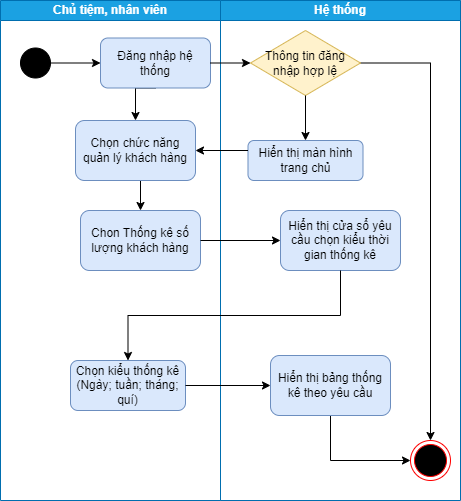 Chủ tiệm, nhân viên
Hệ thống
Đăng nhập hệ
thống
Thông tin đăng
nhập hợp lệ
Chọn chức năng
quản lý khách hàng
Hiển thị màn hình
trang chủ
Chon Thống kê số
lượng khách hàng
Hiển thị cửa sổ yêu
cầu chọn kiểu thời
gian thống kê
Chọn kiểu thống kê
(Ngày; tuần; tháng;
quí)
Hiển thị bảng thống
kê theo yêu cầu